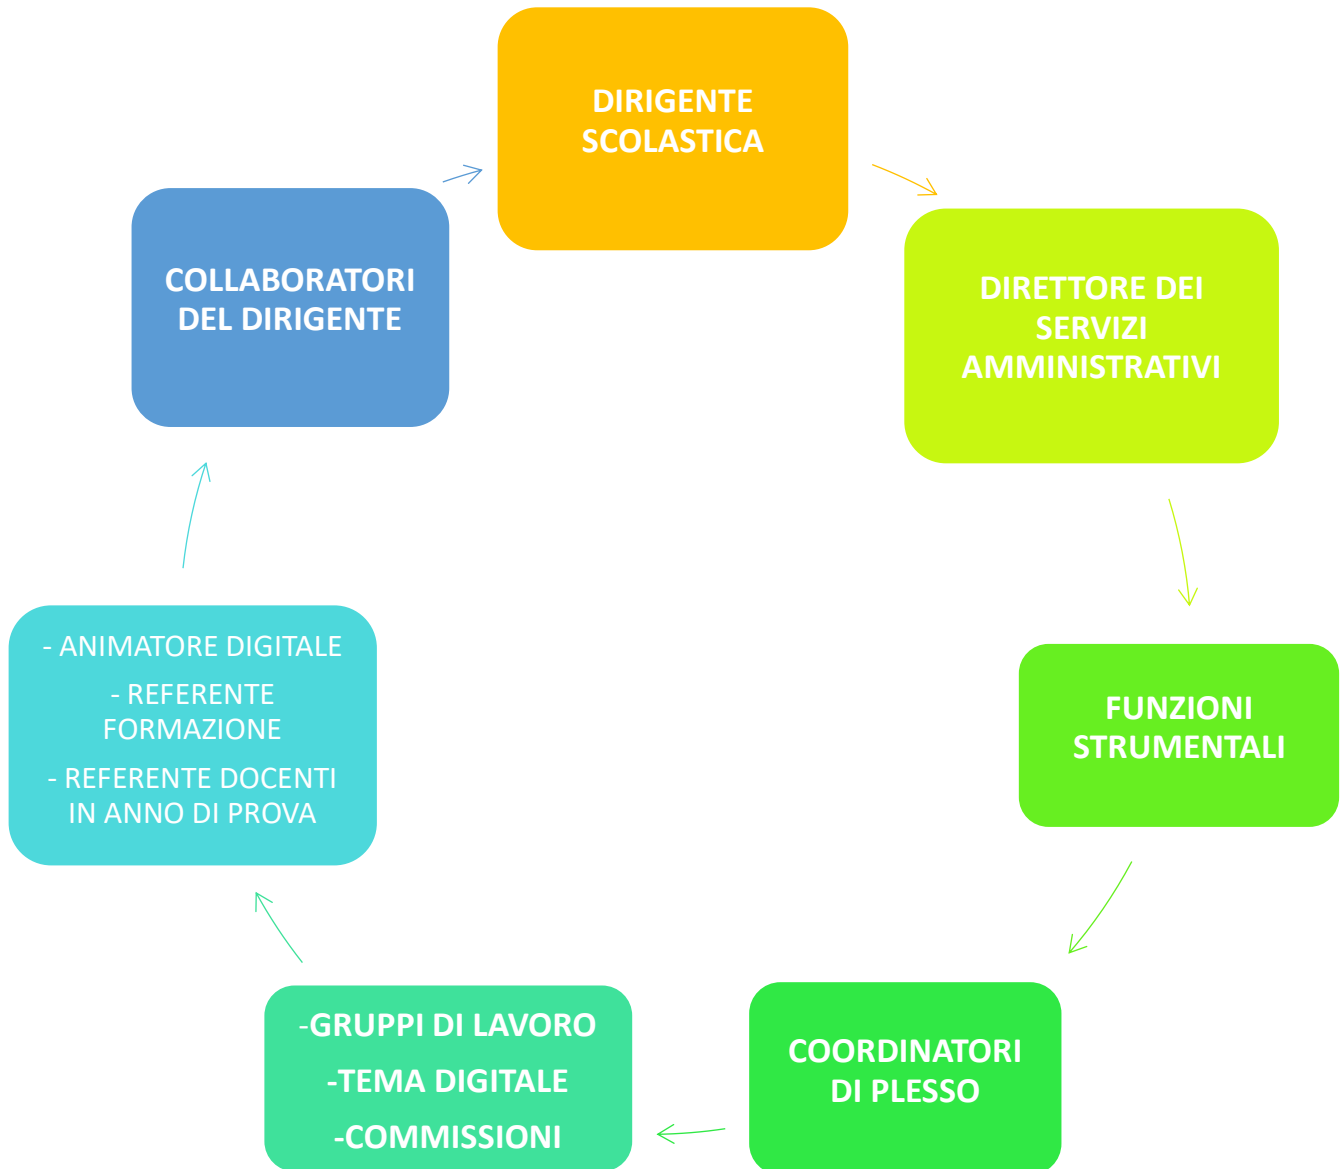 DIRIGENTE
SCOLASTICA
DIRETTORE DEI
SERVIZI
AMMINISTRATIVI
FUNZIONI
STRUMENTALI
COORDINATORI
DI PLESSO
-GRUPPI DI LAVORO
-TEMA DIGITALE
-COMMISSIONI
- ANIMATORE DIGITALE
- REFERENTE
FORMAZIONE
- REFERENTE DOCENTI
IN ANNO DI PROVA
COLLABORATORI
DEL DIRIGENTE